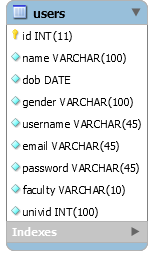 users
id INT(11)
name VARCHAR(100)
dob DATE
gender VARCHAR(100)
username VARCHAR(45)
email VARCHAR(45)
password VARCHAR(45)
faculty VARCHAR(10)
univid INT(100)
Indexes